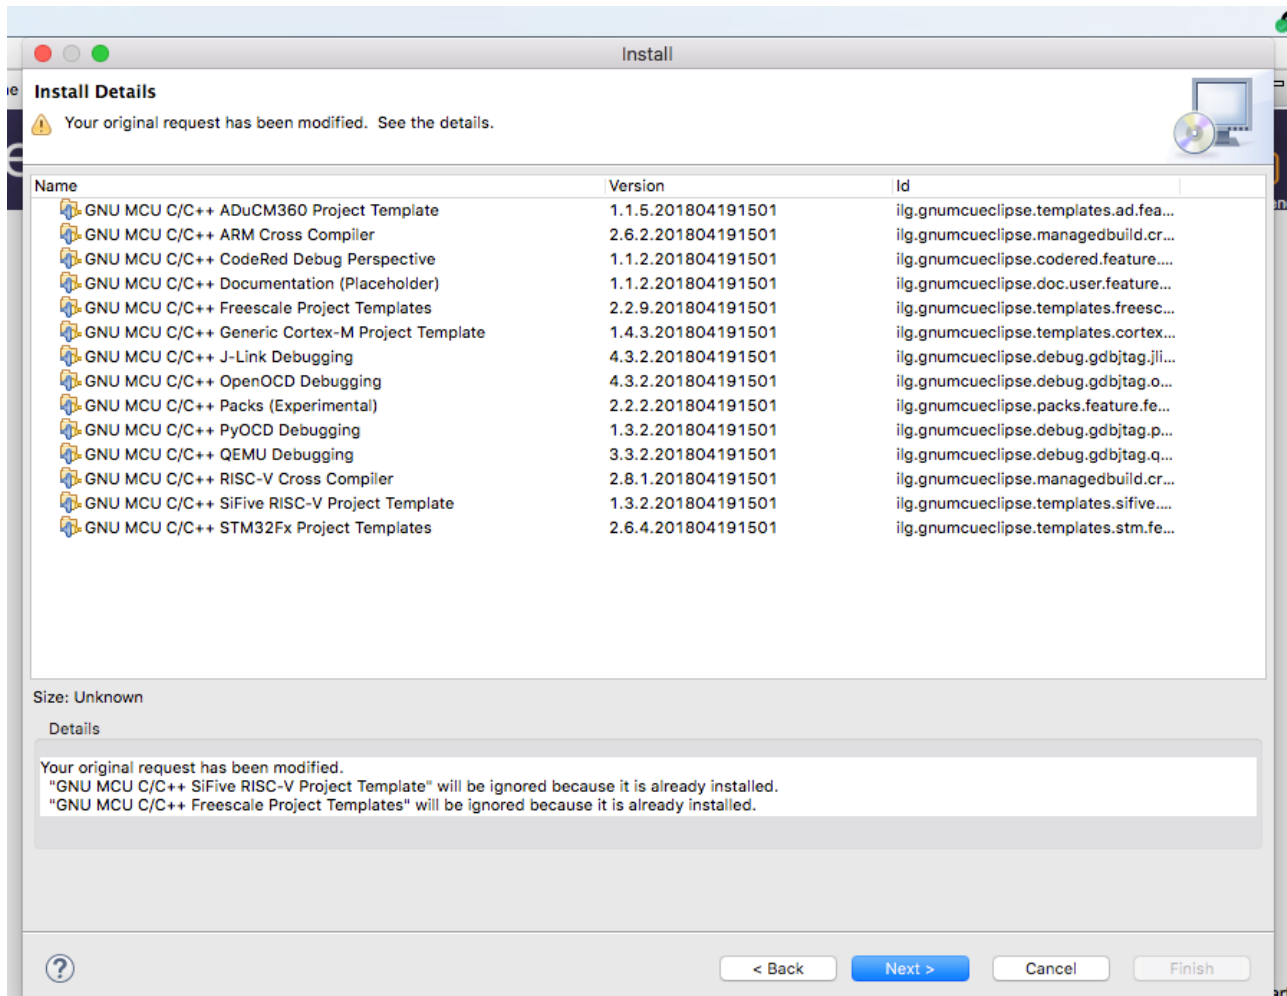 Install
Install Details
Your original request has been modified. See the details.
Name Version Id
GNU MCU C/C++ ADuCM360 Project Template 1.1.5.201804191501 ilg.gnumcueclipse.templates.ad.fea...
GNU MCU C/C++ ARM Cross Compiler 2.6.2.201804191501 ilg.gnumcueclipse.managedbuild.cr...
GNU MCU C/C++ CodeRed Debug Perspective 1.1.2.201804191501 ilg.gnumcueclipse.codered.feature....
GNU MCU C/C++ Documentation (Placeholder) 1.1.2.201804191501 ilg.gnumcueclipse.doc.user.feature...
GNU MCU C/C++ Freescale Project Templates 2.2.9.201804191501 ilg.gnumcueclipse.templates.freesc...
GNU MCU C/C++ Generic Cortex-M Project Template 1.4.3.201804191501 ilg.gnumcueclipse.templates.cortex...
GNU MCU C/C++ J-Link Debugging 4.3.2.201804191501 ilg.gnumcueclipse.debug.gdbjtag.jli...
GNU MCU C/C++ OpenOCD Debugging 4.3.2.201804191501 ilg.gnumcueclipse.debug.gdbjtag.o...
GNU MCU C/C++ Packs (Experimental) 2.2.2.201804191501 ilg.gnumcueclipse.packs.feature.fe...
GNU MCU C/C++ PyOCD Debugging 1.3.2.201804191501 ilg.gnumcueclipse.debug.gdbjtag.p...
GNU MCU C/C++ QEMU Debugging 3.3.2.201804191501 ilg.gnumcueclipse.debug.gdbjtag.q...
GNU MCU C/C++ RISC-V Cross Compiler 2.8.1.201804191501 ilg.gnumcueclipse.managedbuild.cr...
GNU MCU C/C++ SiFive RISC-V Project Template 1.3.2.201804191501 ilg.gnumcueclipse.templates.sifive....
GNU MCU C/C++ STM32Fx Project Templates 2.6.4.201804191501 ilg.gnumcueclipse.templates.stm.fe...
Size: Unknown
Details
Your original request has been modified.
"GNU MCU C/C++ SiFive RISC-V Project Template" will be ignored because it is already installed.
"GNU MCU C/C++ Freescale Project Templates" will be ignored because it is already installed.
? < Back Next > Cancel Finish